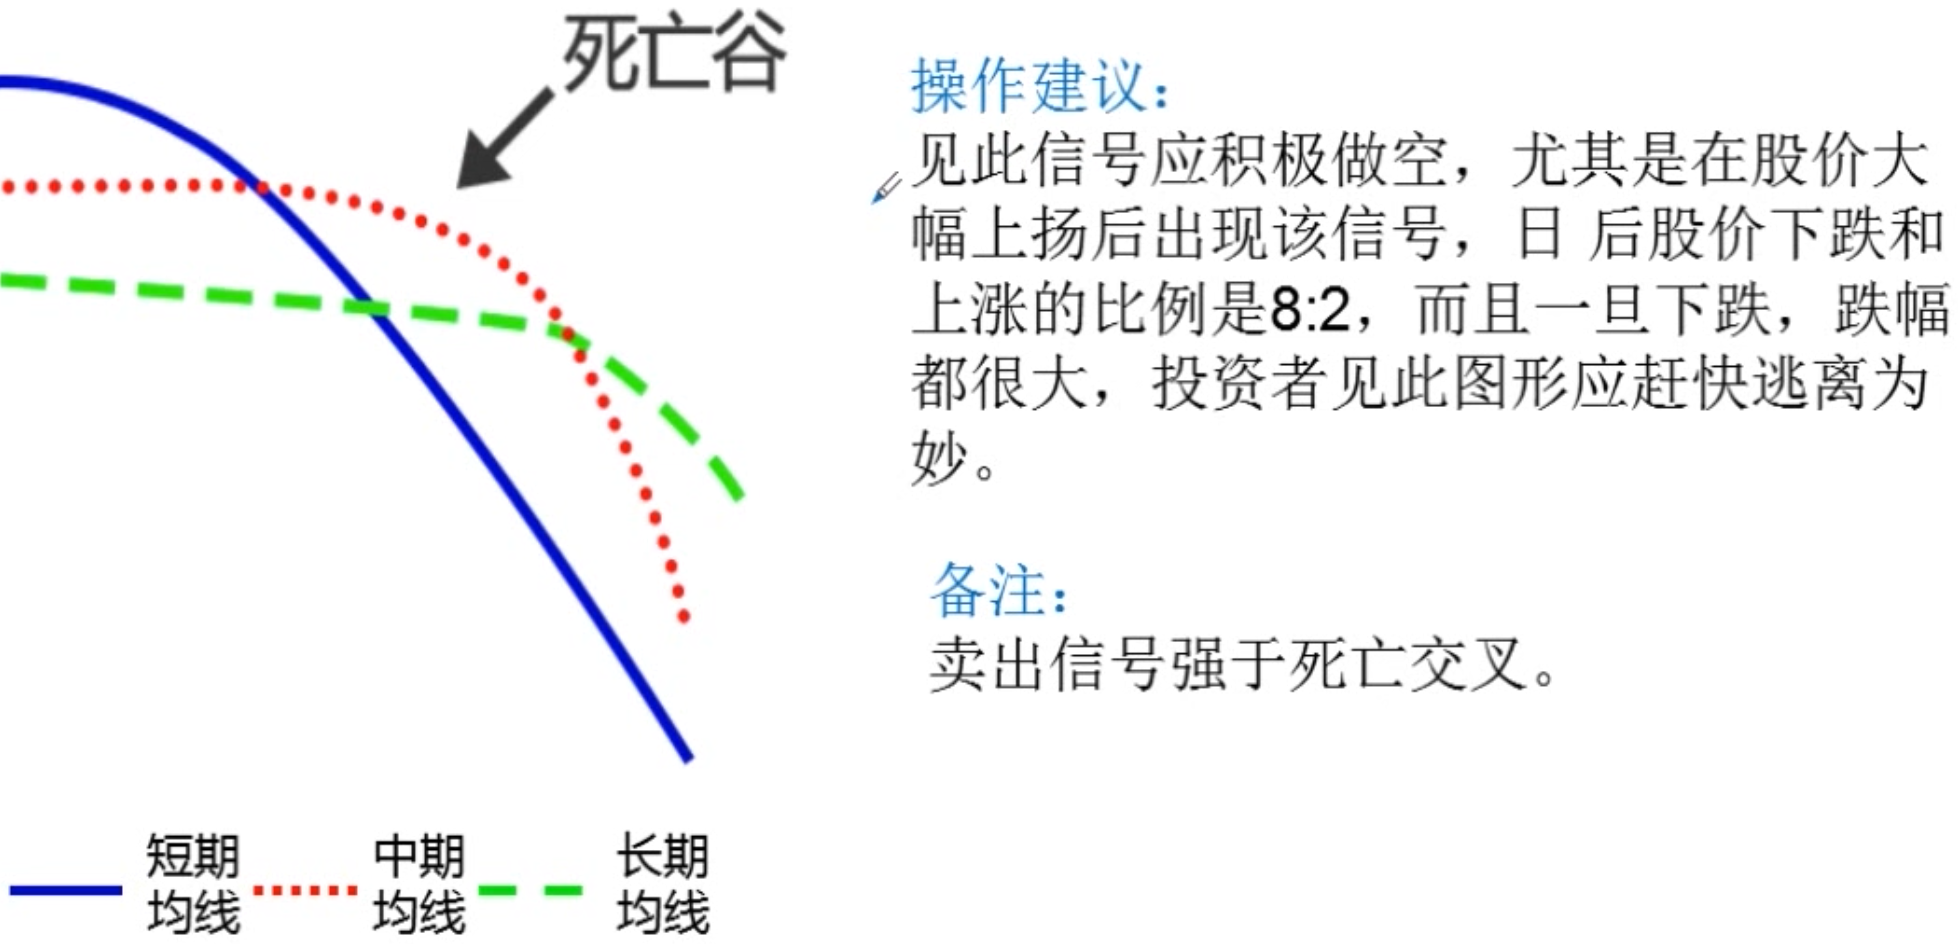 死亡谷
操作建议：
见此信号应积极做空，尤其是在股价大
幅上扬后出现该信号，日 后股价下跌和
上涨的比例是8:2，而且一旦下跌，跌幅
都很大，投资者见此图形应赶快逃离为
妙。
备注：
卖出信号强于死亡交叉。
短期
均线
中期
均线
长期
均线